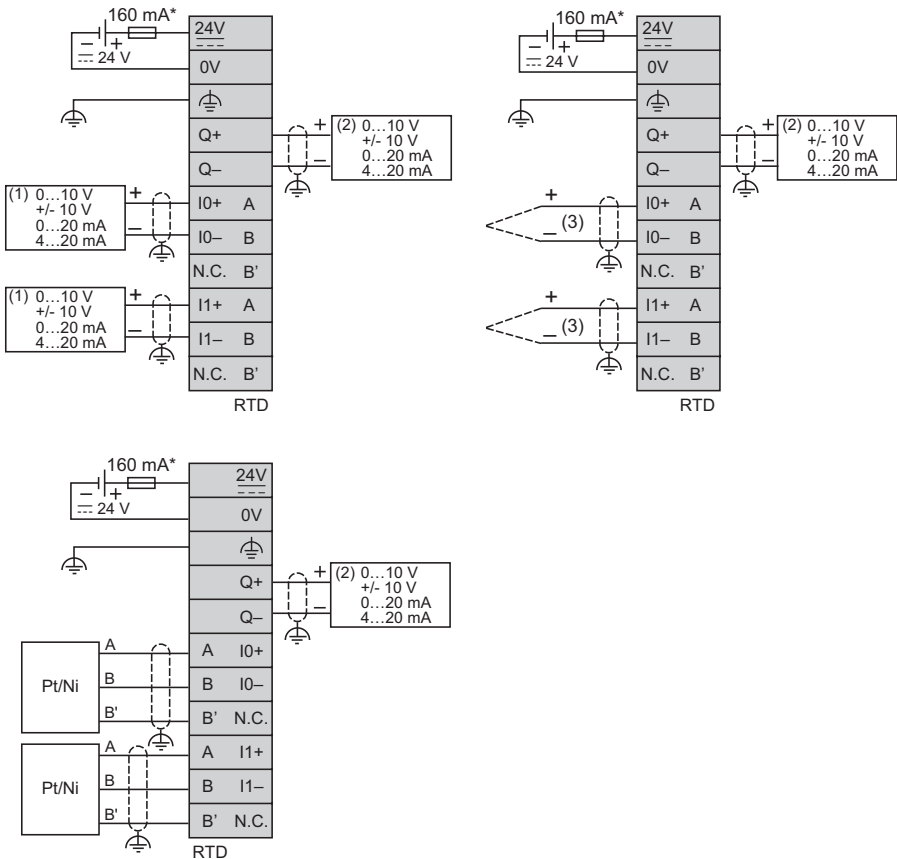 160 mA*
24V
– +
24 V
0V
Q+
+ (2) 0...10 V
+/- 10 V
Q–
– 0...20 mA
4...20 mA
(1) 0...10 V
+/- 10 V
0...20 mA
4...20 mA
+ I0+ A
– I0– B
N.C. B'
(1) 0...10 V
+/- 10 V
0...20 mA
4...20 mA
+ I1+ A
– I1– B
N.C. B'
RTD
160 mA*
24V
– +
24 V
0V
Q+
+ (2) 0...10 V
+/- 10 V
Q–
– 0...20 mA
4...20 mA
+ I0+ A
– (3) I0– B
N.C. B'
+ I1+ A
– (3) I1– B
N.C. B'
RTD
160 mA*
24V
– +
24 V
0V
Q+
+ (2) 0...10 V
+/- 10 V
Q–
– 0...20 mA
4...20 mA
Pt/Ni
A A I0+
B B I0–
B' B' N.C.
Pt/Ni
A A I1+
B B I1–
B' B' N.C.
RTD